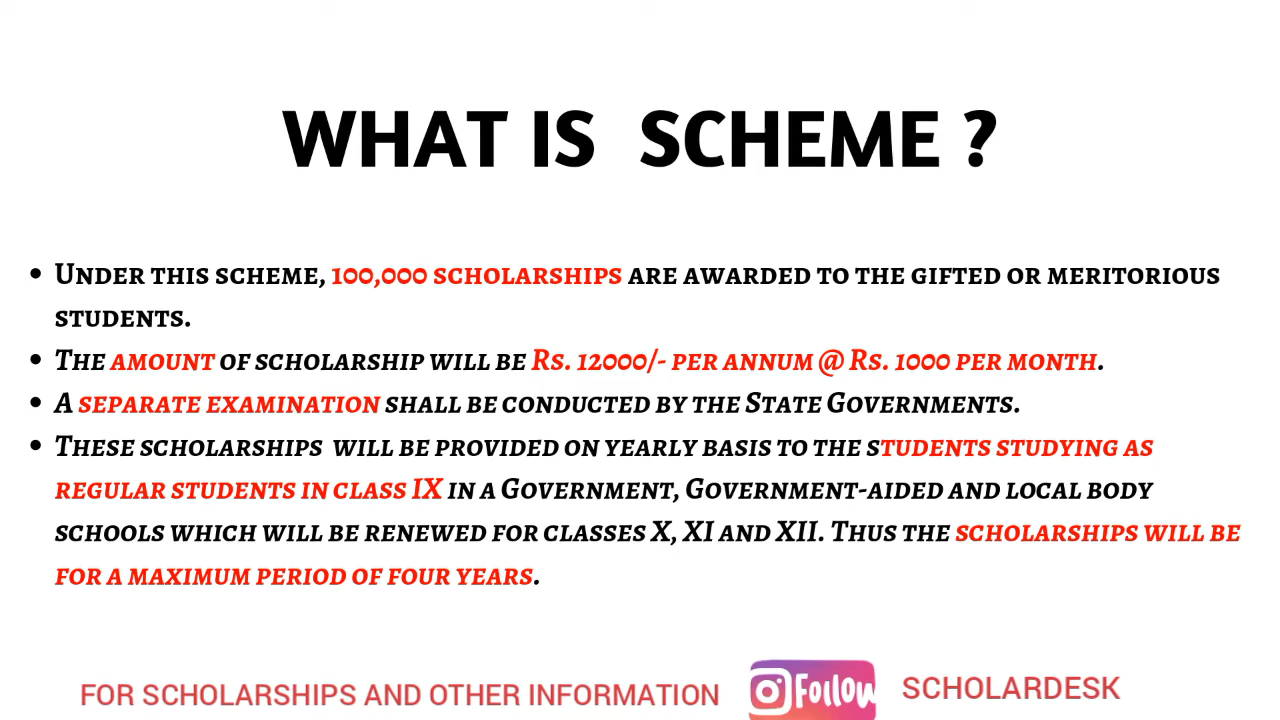 WHAT IS SCHEME ?
• Under this scheme, 100,000 scholarships are awarded to the gifted or meritorious
students.
• The amount of scholarship will be Rs. 12000/- per annum @ Rs. 1000 per month.
• A separate examination shall be conducted by the State Governments.
• These scholarships will be provided on yearly basis to the students studying as
regular students in class IX in a Government, Government-aided and local body
schools which will be renewed for classes X, XI and XII. Thus the scholarships will be
for a maximum period of four years.
FOR SCHOLARSHIPS AND OTHER INFORMATION Follow SCHOLARDESK